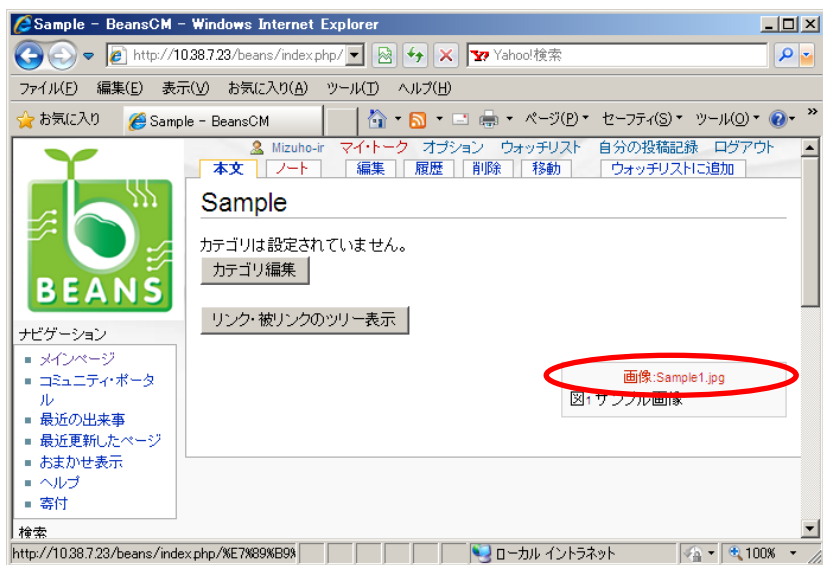 Sample - BeansCM - Windows Internet Explorer
http://10.38.7.23/beans/index.php/
Yahoo!検索
ファイル(F) 編集(E) 表示(V) お気に入り(A) ツール(T) ヘルプ(H)
お気に入り
Sample - BeansCM
ページ(P)
セーフティ(S)
ツール(O)
»
Mizuho-ir マイ・トーク オプション ウォッチリスト 自分の投稿記録 ログアウト
本文 ノート 編集 履歴 削除 移動 ウォッチリストに追加
BEANS
Sample
カテゴリは設定されていません。
カテゴリ編集
リンク・被リンクのツリー表示
画像:Sample1.jpg
図1 サンプル画像
ナビゲーション
メインページ
コミュニティ・ポータ
ル
最近の出来事
最近更新したページ
おまかせ表示
ヘルプ
寄付
検索
http://10.38.7.23/beans/index.php/%E7%89%B9%
ローカル イントラネット
100%